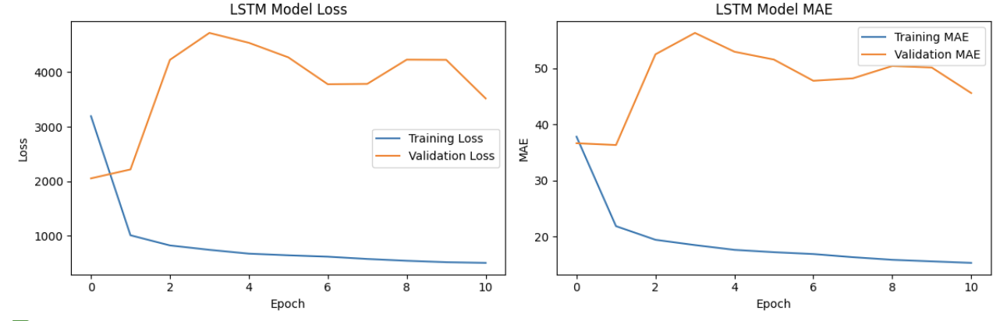 LSTM Model Loss
Loss
4000
3000
2000
1000
Training Loss
Validation Loss
0 2 4 6 8 10
Epoch
LSTM Model MAE
MAE
50
40
30
20
Training MAE
Validation MAE
0 2 4 6 8 10
Epoch